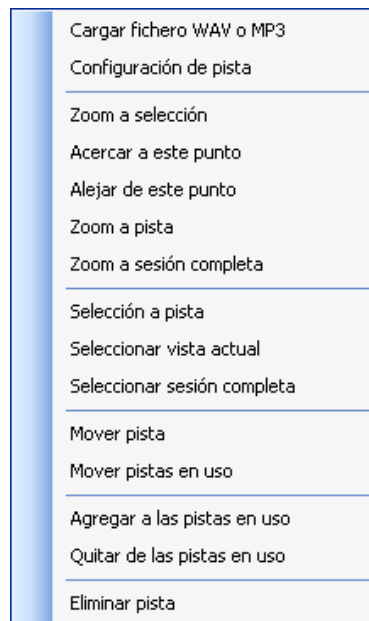 Cargar fichero WAV o MP3
Configuración de pista
Zoom a selección
Acercar a este punto
Alejar de este punto
Zoom a pista
Zoom a sesión completa
Selección a pista
Seleccionar vista actual
Seleccionar sesión completa
Mover pista
Mover pistas en uso
Agregar a las pistas en uso
Quitar de las pistas en uso
Eliminar pista